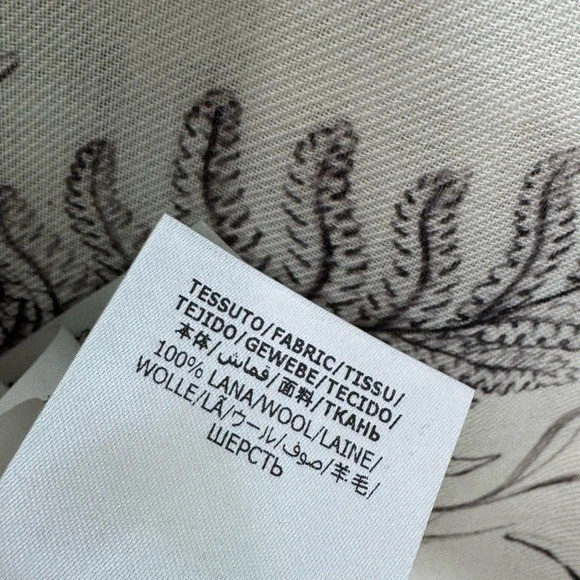 TESSUTO/FABRIC/TISSU/
TEJIDO/GEWEBE/TECIDO/
本体/قماش/面料/ТКАНЬ
100% LANA/WOOL/LAINE/
WOLLE/LÃ/ウール/صوف/羊毛/
ШЕРСТЬ